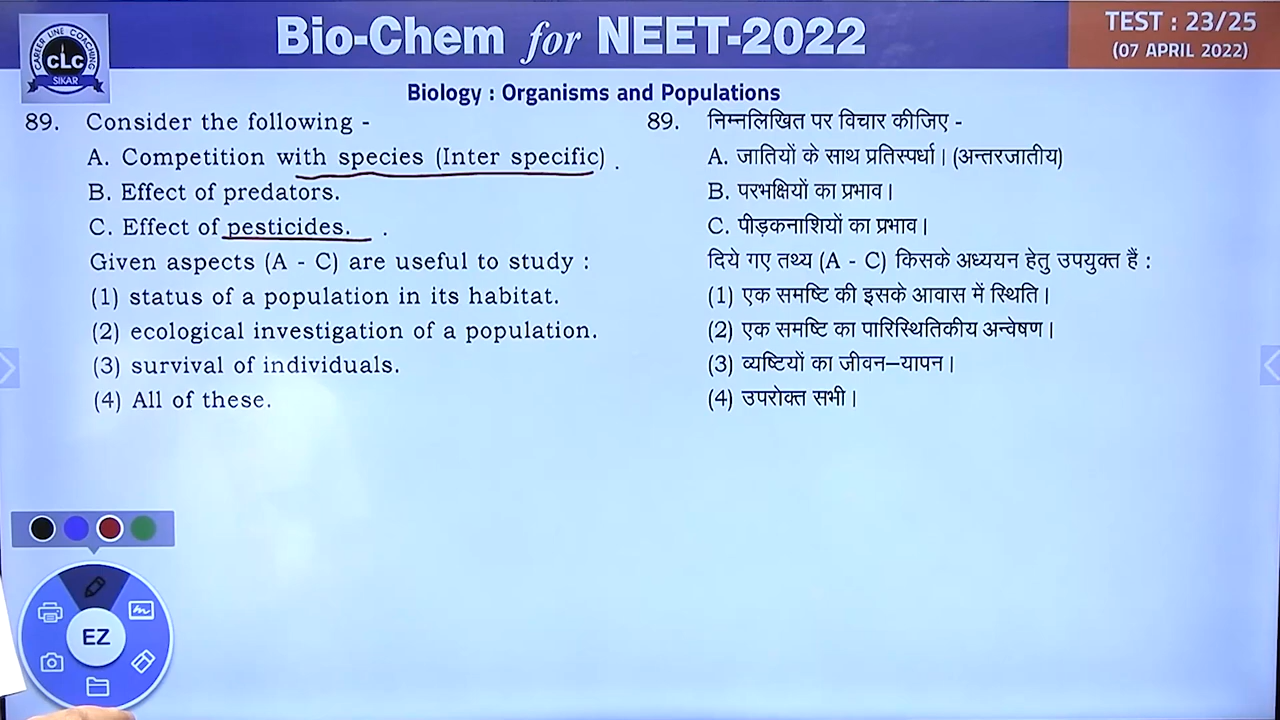 CAREER LINE COACHING
CLC
SIKAR
Bio-Chem for NEET-2022
TEST : 23/25
(07 APRIL 2022)
Biology : Organisms and Populations
89. Consider the following -
A. Competition with species (Inter specific) .
B. Effect of predators.
C. Effect of pesticides. .
Given aspects (A - C) are useful to study :
(1) status of a population in its habitat.
(2) ecological investigation of a population.
(3) survival of individuals.
(4) All of these.
89. निम्नलिखित पर विचार कीजिए -
A. जातियों के साथ प्रतिस्पर्धा। (अन्तरजातीय)
B. परभक्षियों का प्रभाव।
C. पीड़कनाशियों का प्रभाव।
दिये गए तथ्य (A - C) किसके अध्ययन हेतु उपयुक्त हैं :
(1) एक समष्टि की इसके आवास में स्थिति।
(2) एक समष्टि का पारिस्थितिकीय अन्वेषण।
(3) व्यष्टियों का जीवन–यापन।
(4) उपरोक्त सभी।
EZ